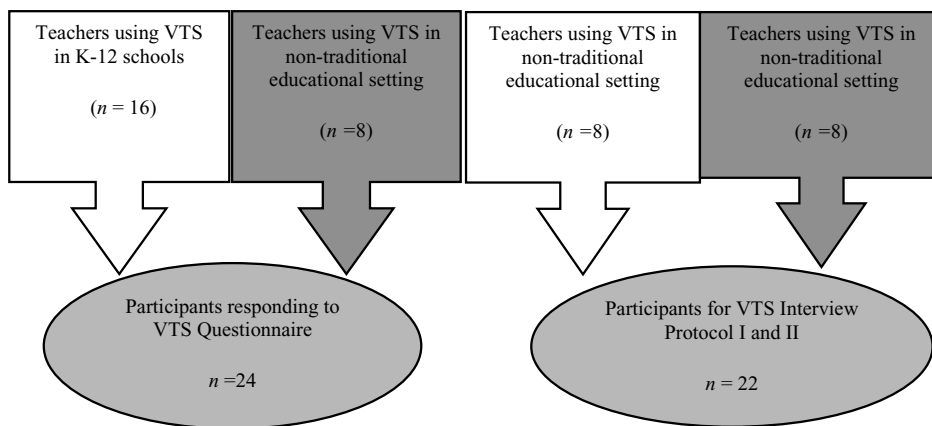 Teachers using VTS
in K-12 schools
(n = 16)
Teachers using VTS in
non-traditional
educational setting
(n =8)
Teachers using VTS in
non-traditional
educational setting
(n =8)
Teachers using VTS in
non-traditional
educational setting
(n =8)
Participants responding to
VTS Questionnaire
n =24
Participants for VTS Interview
Protocol I and II
n = 22